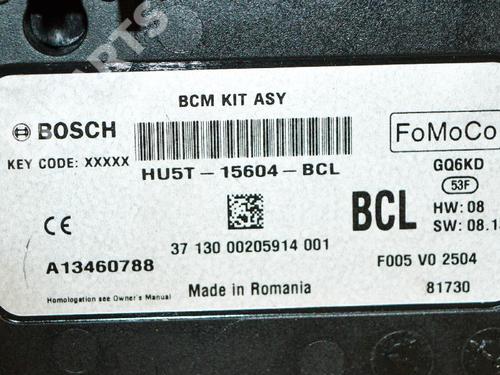 BCM KIT ASY
BOSCH
FoMoCo
KEY CODE: XXXXX
HU5T - 15604 - BCL
GQ6KD
53F
HW: 08
BCL
CE
37 130 00205914 001
A13460788
F005 V0 2504
Homologation see Owner's Manual
Made in Romania
81730